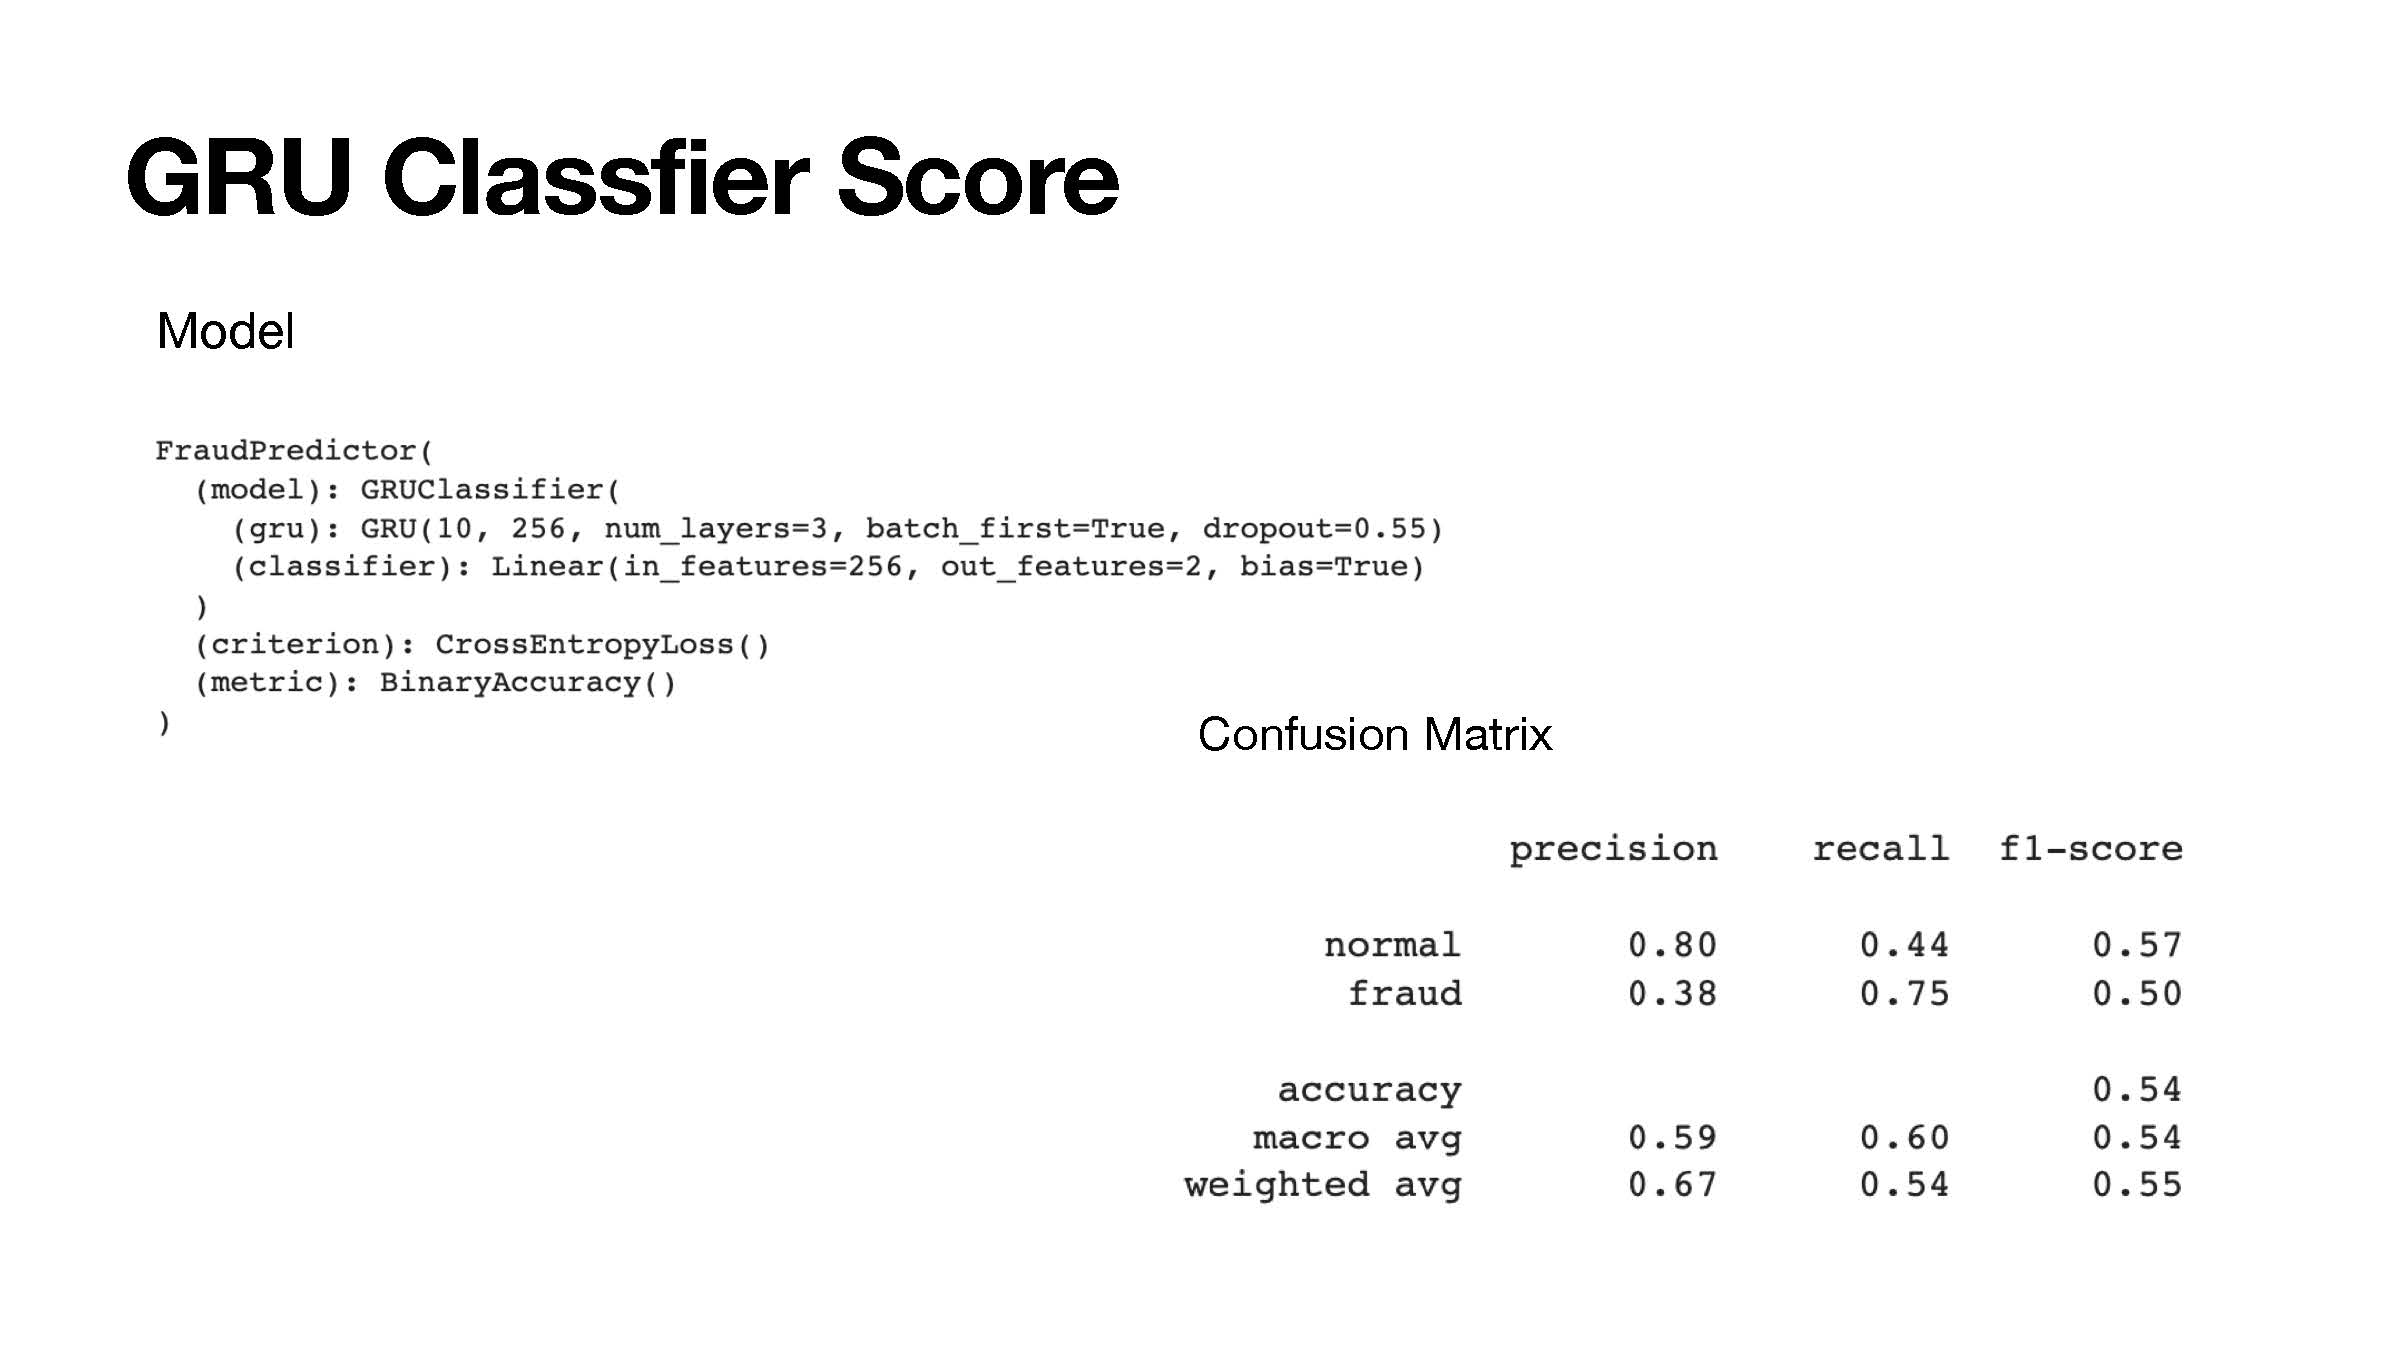 GRU Classfier Score
Model
FraudPredictor(
  (model): GRUClassifier(
    (gru): GRU(10, 256, num_layers=3, batch_first=True, dropout=0.55)
    (classifier): Linear(in_features=256, out_features=2, bias=True)
  )
  (criterion): CrossEntropyLoss()
  (metric): BinaryAccuracy()
)
Confusion Matrix
precision recall f1-score
normal 0.80 0.44 0.57
fraud 0.38 0.75 0.50
accuracy 0.54
macro avg 0.59 0.60 0.54
weighted avg 0.67 0.54 0.55